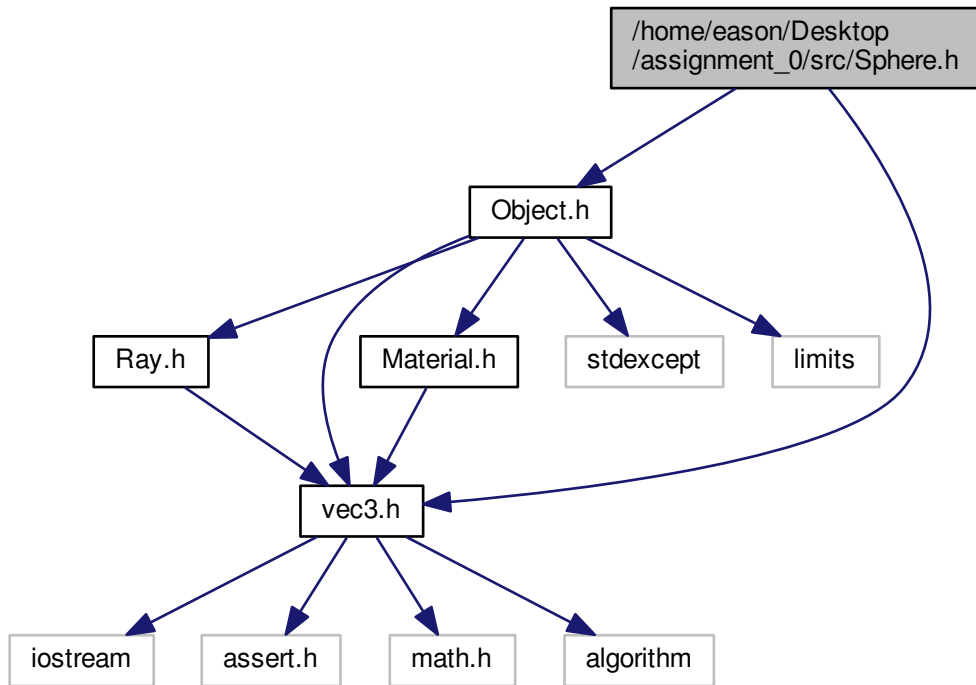 /home/eason/Desktop
/assignment_0/src/Sphere.h
Object.h
Ray.h
Material.h
stdexcept
limits
vec3.h
iostream
assert.h
math.h
algorithm